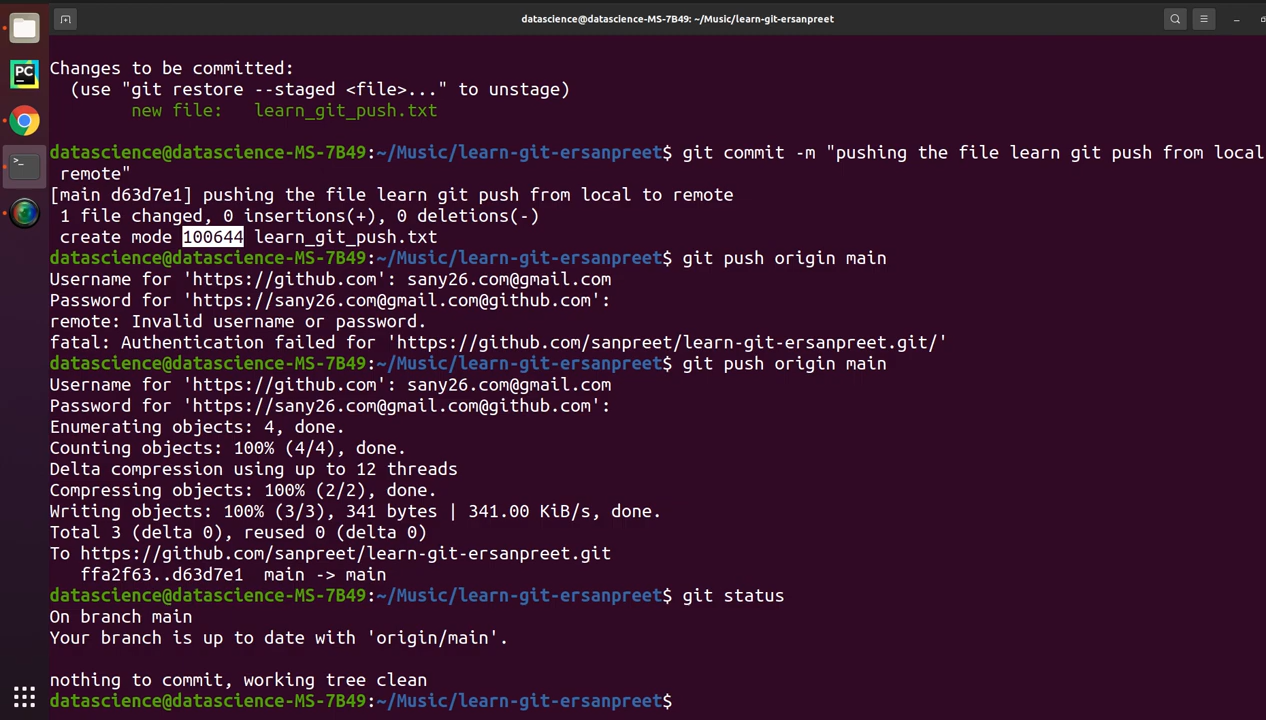 datascience@datascience-MS-7B49: ~/Music/learn-git-ersanpreet
PC
Changes to be committed:
  (use "git restore --staged <file>..." to unstage)
        new file:   learn_git_push.txt
datascience@datascience-MS-7B49:~/Music/learn-git-ersanpreet$ git commit -m "pushing the file learn git push from local
 remote"
[main d63d7e1] pushing the file learn git push from local to remote
 1 file changed, 0 insertions(+), 0 deletions(-)
 create mode 100644 learn_git_push.txt
datascience@datascience-MS-7B49:~/Music/learn-git-ersanpreet$ git push origin main
Username for 'https://github.com': sany26.com@gmail.com
Password for 'https://sany26.com@gmail.com@github.com':
remote: Invalid username or password.
fatal: Authentication failed for 'https://github.com/sanpreet/learn-git-ersanpreet.git/'
datascience@datascience-MS-7B49:~/Music/learn-git-ersanpreet$ git push origin main
Username for 'https://github.com': sany26.com@gmail.com
Password for 'https://sany26.com@gmail.com@github.com':
Enumerating objects: 4, done.
Counting objects: 100% (4/4), done.
Delta compression using up to 12 threads
Compressing objects: 100% (2/2), done.
Writing objects: 100% (3/3), 341 bytes | 341.00 KiB/s, done.
Total 3 (delta 0), reused 0 (delta 0)
To https://github.com/sanpreet/learn-git-ersanpreet.git
   ffa2f63..d63d7e1  main -> main
datascience@datascience-MS-7B49:~/Music/learn-git-ersanpreet$ git status
On branch main
Your branch is up to date with 'origin/main'.
nothing to commit, working tree clean
datascience@datascience-MS-7B49:~/Music/learn-git-ersanpreet$